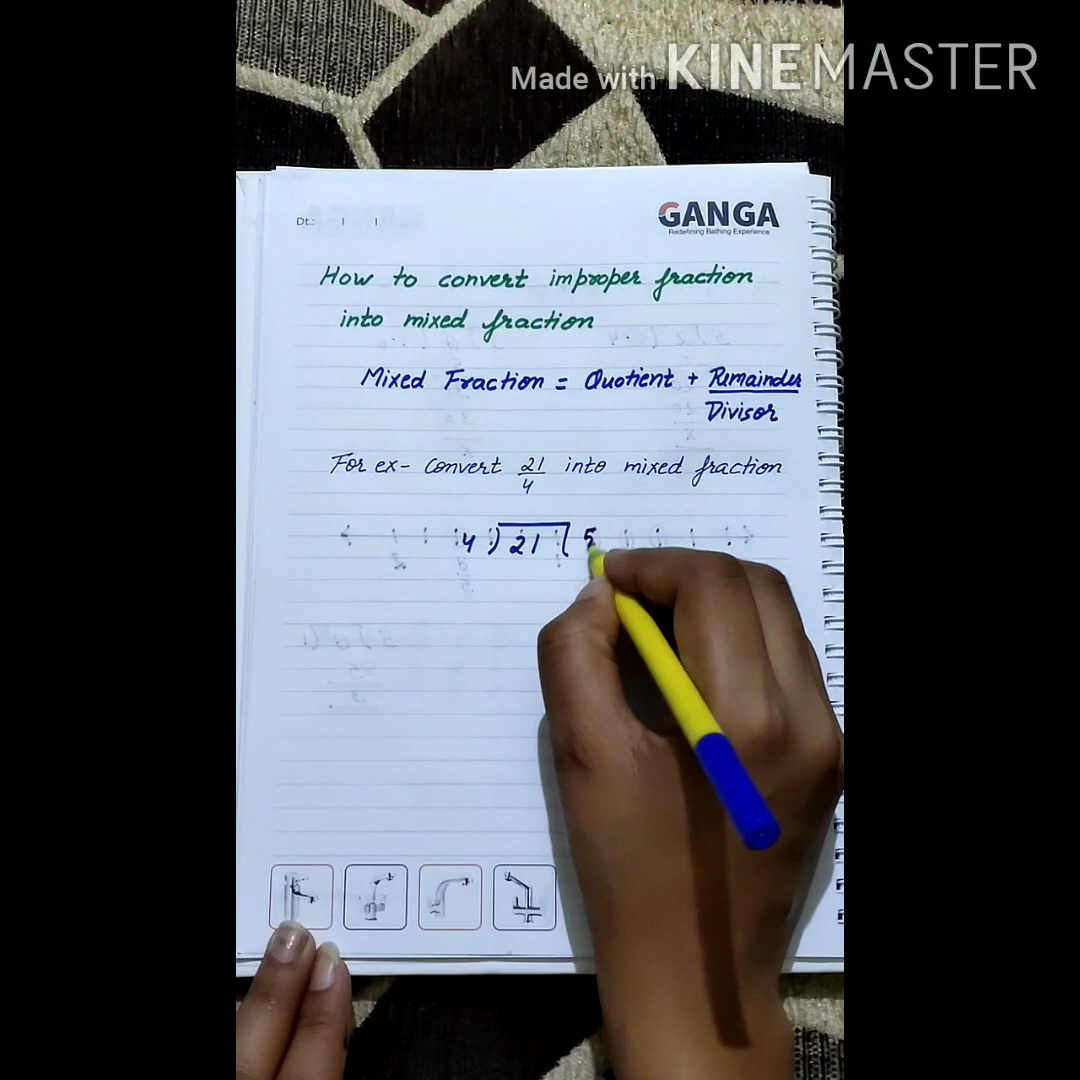 Made with KINEMASTER
Dt.: I I
GANGA
Redefining Bathing Experience
How to convert improper fraction
into mixed fraction
Mixed Fraction = Quotient + Remainder
Divisor
For ex- Convert 21 into mixed fraction
4
4 ) 21 ( 5